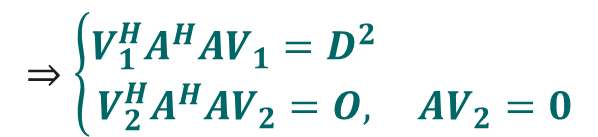 ⇒ { V₁ᴴAᴴAV₁ = D²
V₂ᴴAᴴAV₂ = O, AV₂ = 0